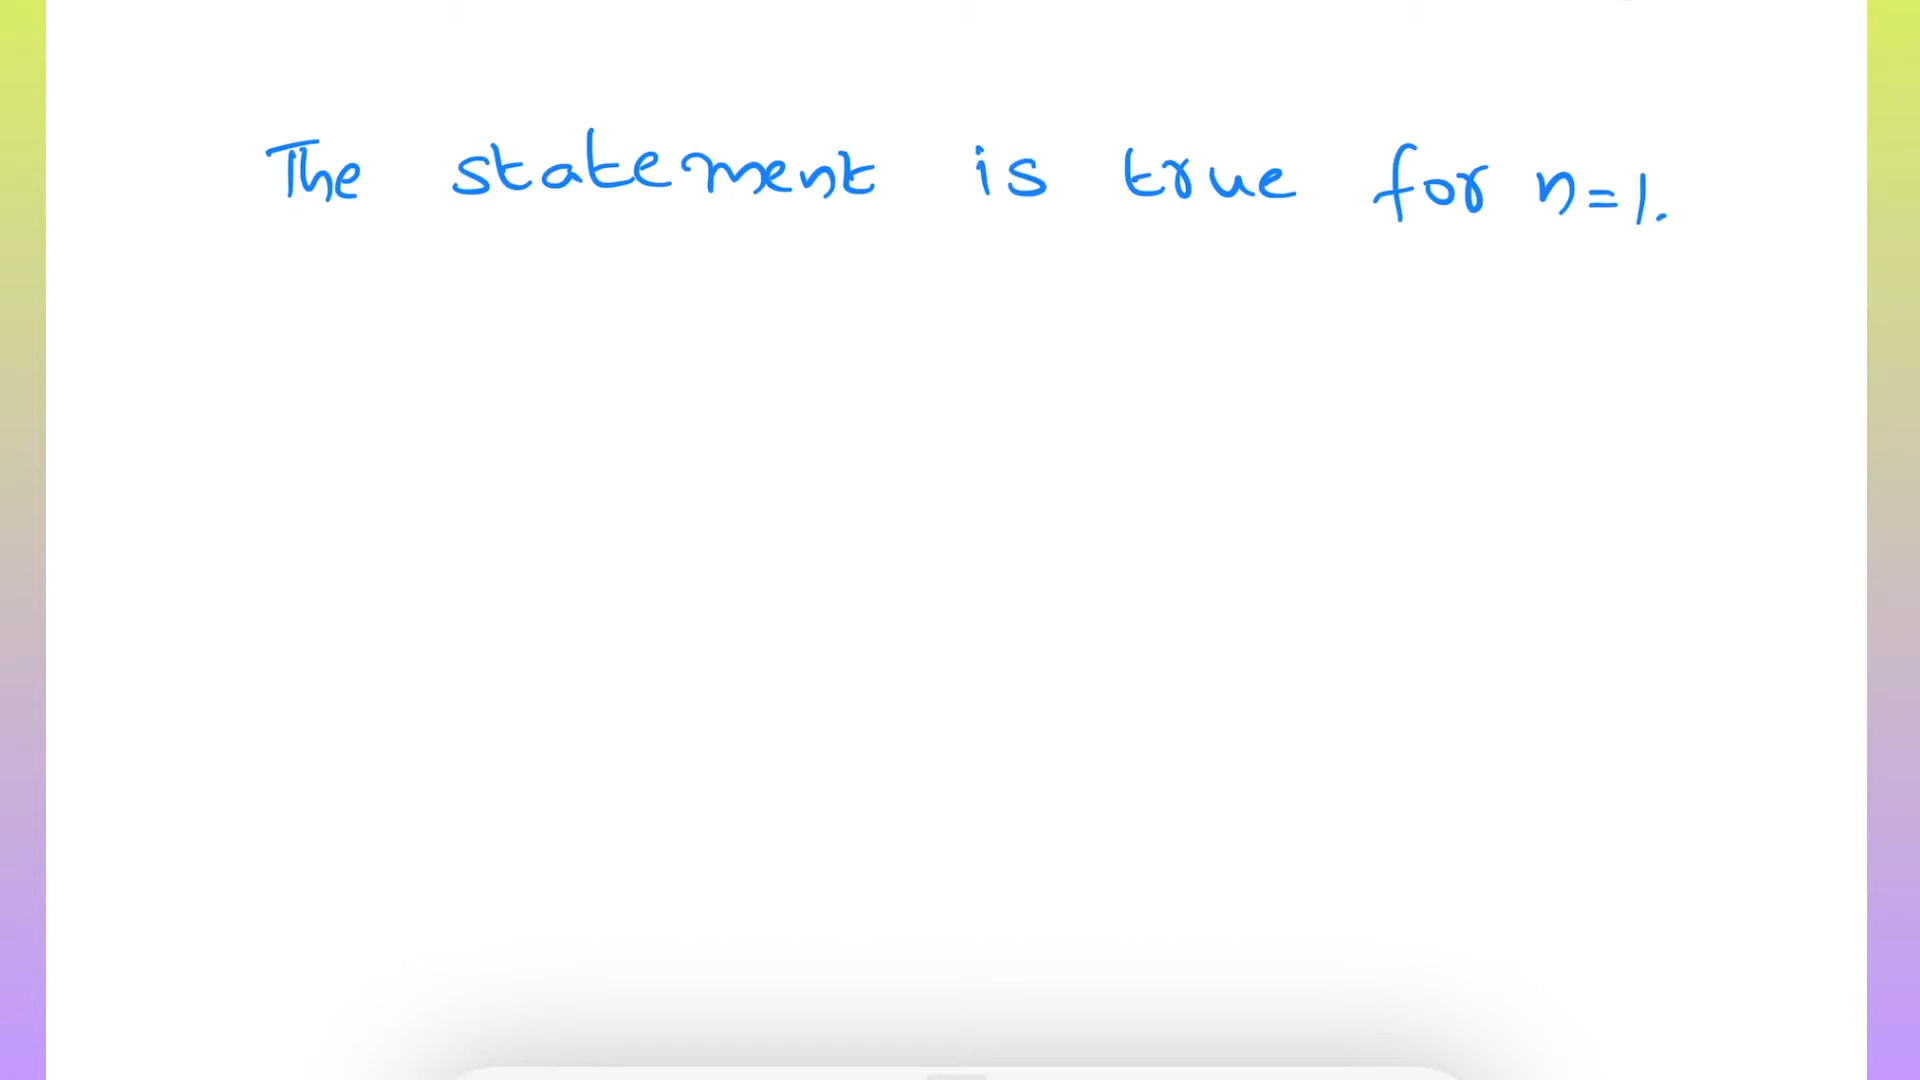 The statement is true for n=1.